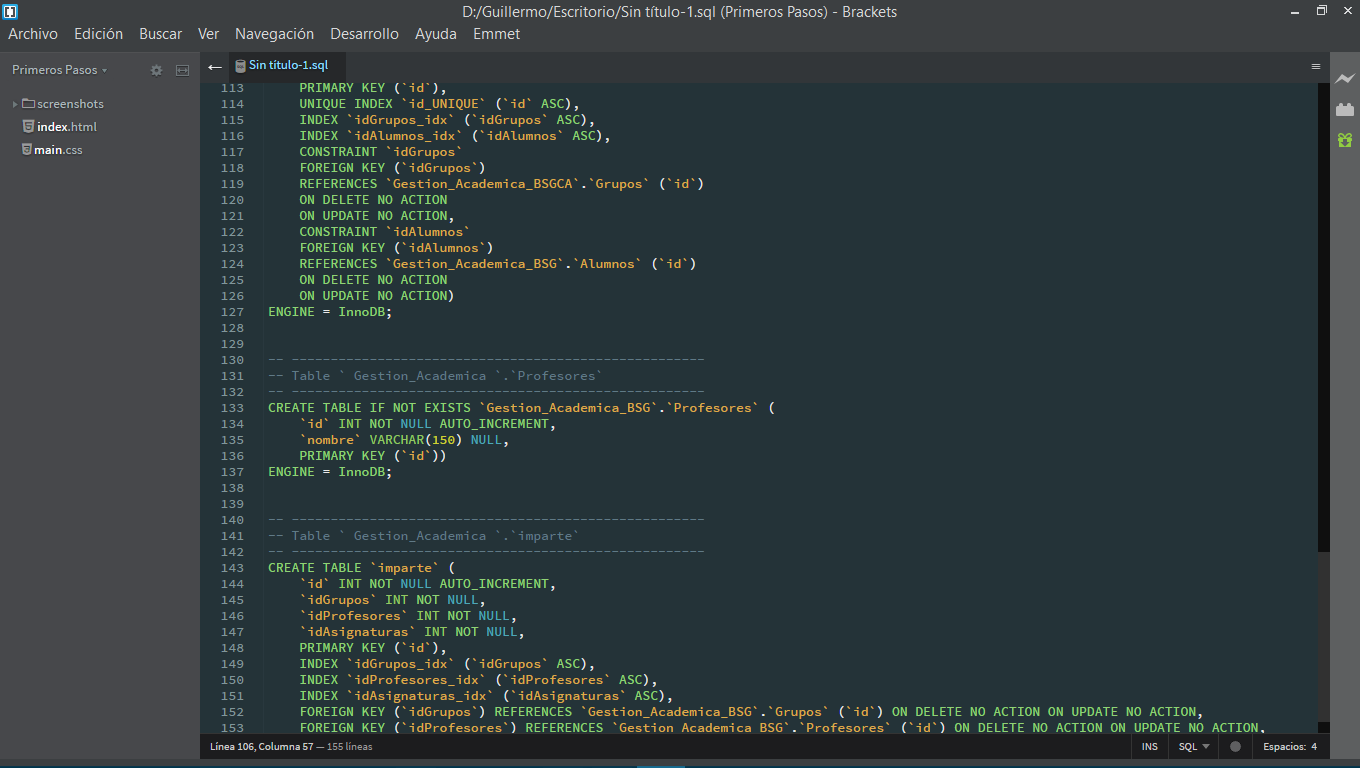 D:/Guillermo/Escritorio/Sin título-1.sql (Primeros Pasos) - Brackets
Archivo Edición Buscar Ver Navegación Desarrollo Ayuda Emmet
Primeros Pasos
screenshots
index.html
main.css
Sin título-1.sql
113 PRIMARY KEY (`id`),
114 UNIQUE INDEX `id_UNIQUE` (`id` ASC),
115 INDEX `idGrupos_idx` (`idGrupos` ASC),
116 INDEX `idAlumnos_idx` (`idAlumnos` ASC),
117 CONSTRAINT `idGrupos`
118 FOREIGN KEY (`idGrupos`)
119 REFERENCES `Gestion_Academica_BSGCA`.`Grupos` (`id`)
120 ON DELETE NO ACTION
121 ON UPDATE NO ACTION,
122 CONSTRAINT `idAlumnos`
123 FOREIGN KEY (`idAlumnos`)
124 REFERENCES `Gestion_Academica_BSG`.`Alumnos` (`id`)
125 ON DELETE NO ACTION
126 ON UPDATE NO ACTION)
127 ENGINE = InnoDB;
128
129
130 -- -----------------------------------------------------
131 -- Table ` Gestion_Academica `.`Profesores`
132 -- -----------------------------------------------------
133 CREATE TABLE IF NOT EXISTS `Gestion_Academica_BSG`.`Profesores` (
134 `id` INT NOT NULL AUTO_INCREMENT,
135 `nombre` VARCHAR(150) NULL,
136 PRIMARY KEY (`id`))
137 ENGINE = InnoDB;
138
139
140 -- -----------------------------------------------------
141 -- Table ` Gestion_Academica `.`imparte`
142 -- -----------------------------------------------------
143 CREATE TABLE `imparte` (
144 `id` INT NOT NULL AUTO_INCREMENT,
145 `idGrupos` INT NOT NULL,
146 `idProfesores` INT NOT NULL,
147 `idAsignaturas` INT NOT NULL,
148 PRIMARY KEY (`id`),
149 INDEX `idGrupos_idx` (`idGrupos` ASC),
150 INDEX `idProfesores_idx` (`idProfesores` ASC),
151 INDEX `idAsignaturas_idx` (`idAsignaturas` ASC),
152 FOREIGN KEY (`idGrupos`) REFERENCES `Gestion_Academica_BSG`.`Grupos` (`id`) ON DELETE NO ACTION ON UPDATE NO ACTION,
153 FOREIGN KEY (`idProfesores`) REFERENCES `Gestion_Academica_BSG`.`Profesores` (`id`) ON DELETE NO ACTION ON UPDATE NO ACTION,
Línea 106, Columna 57 — 155 líneas INS SQL Espacios: 4